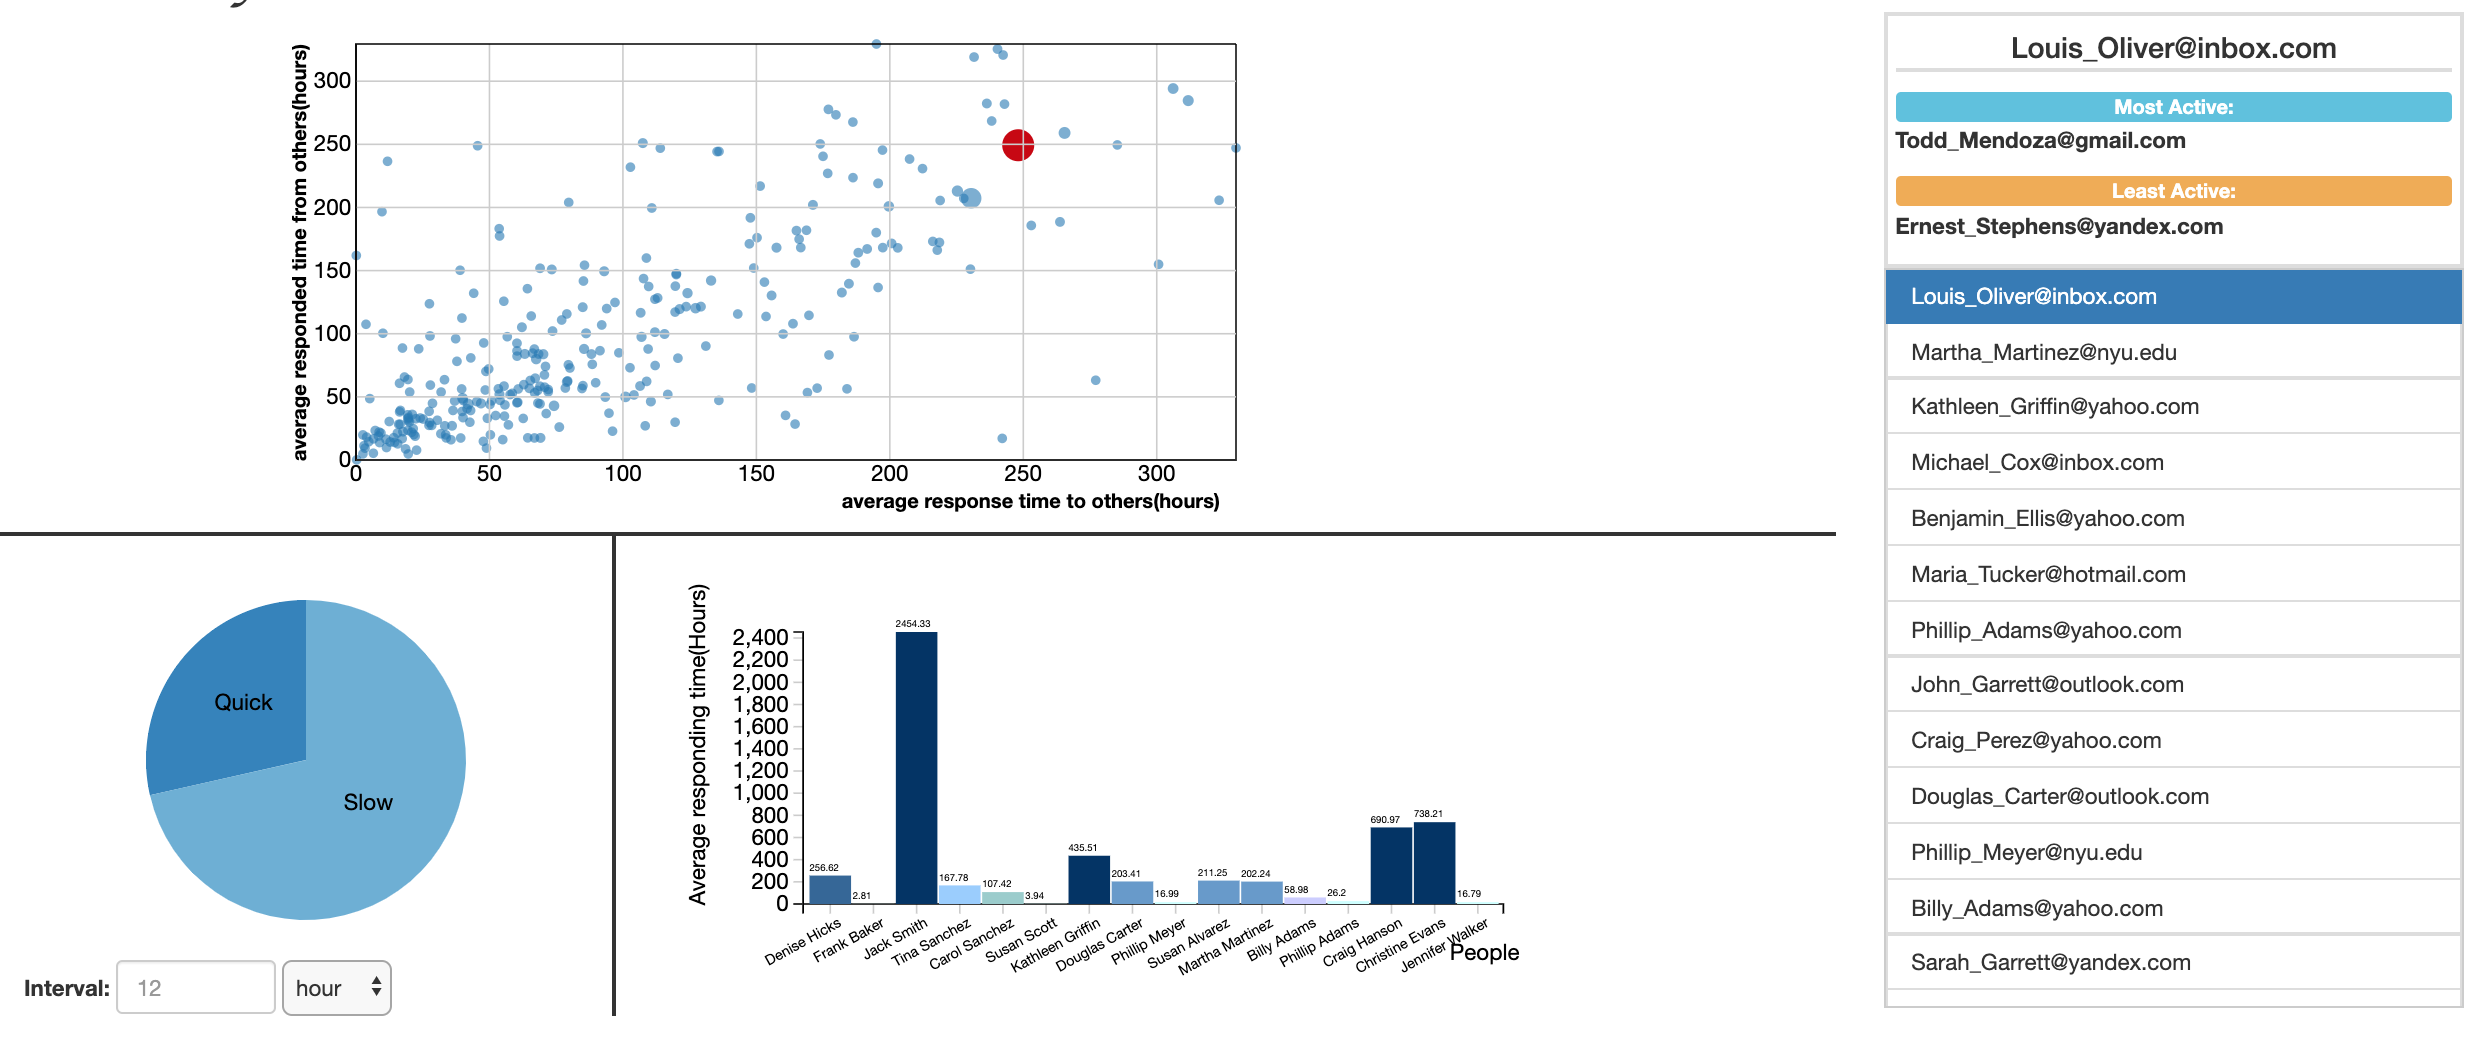 average responded time from others(hours)
300
250
200
150
100
50
0
0 50 100 150 200 250 300
average response time to others(hours)
Quick
Slow
Interval: 12 hour
Average responding time(Hours)
2,400
2,200
2,000
1,800
1,600
1,400
1,200
1,000
800
600
400
200
0
256.62 2.81 2454.33 167.78 107.42 3.94 435.51 203.41 16.99 211.25 202.24 58.98 26.2 690.97 738.21 16.79
Denise Hicks
Frank Baker
Jack Smith
Tina Sanchez
Carol Sanchez
Susan Scott
Kathleen Griffin
Douglas Carter
Phillip Meyer
Susan Alvarez
Martha Martinez
Billy Adams
Phillip Adams
Craig Hanson
Christine Evans
Jennifer Walker
People
Louis_Oliver@inbox.com
Most Active:
Todd_Mendoza@gmail.com
Least Active:
Ernest_Stephens@yandex.com
Louis_Oliver@inbox.com
Martha_Martinez@nyu.edu
Kathleen_Griffin@yahoo.com
Michael_Cox@inbox.com
Benjamin_Ellis@yahoo.com
Maria_Tucker@hotmail.com
Phillip_Adams@yahoo.com
John_Garrett@outlook.com
Craig_Perez@yahoo.com
Douglas_Carter@outlook.com
Phillip_Meyer@nyu.edu
Billy_Adams@yahoo.com
Sarah_Garrett@yandex.com